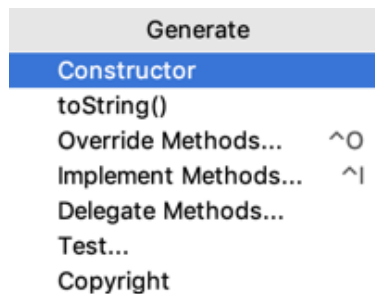 Generate
Constructor
toString()
Override Methods... ^O
Implement Methods... ^I
Delegate Methods...
Test...
Copyright